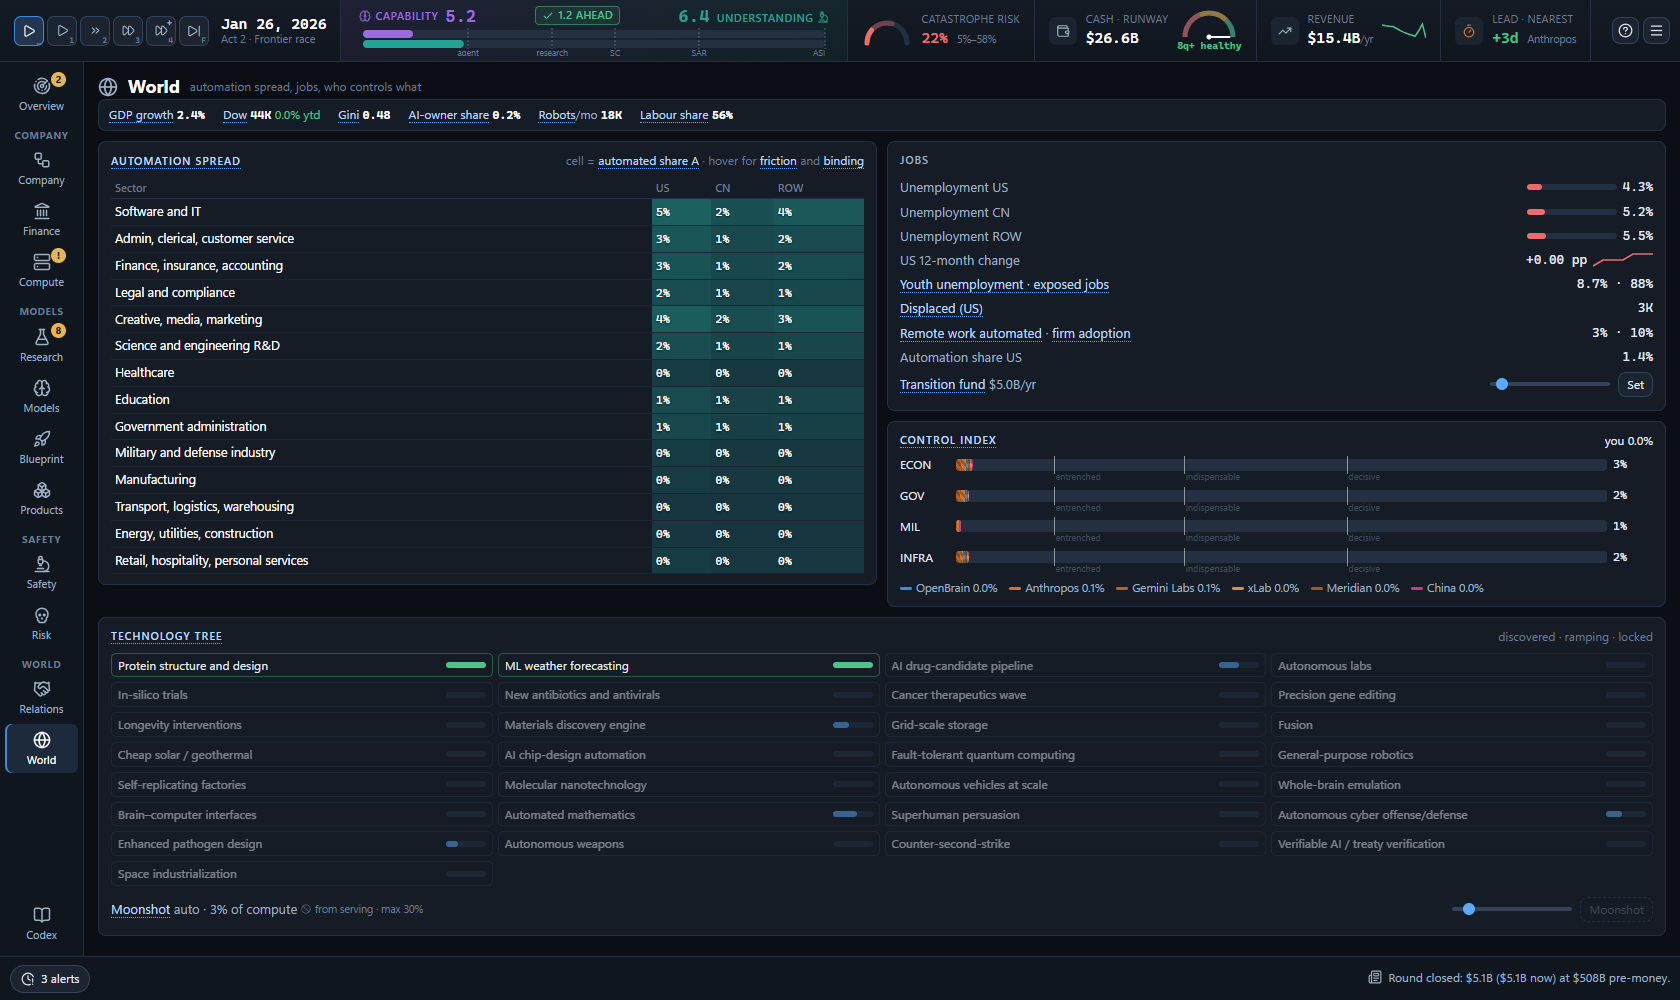 1
2
3
4
F
Jan 26, 2026
Act 2 · Frontier race
CAPABILITY 5.2
✓ 1.2 AHEAD
6.4 UNDERSTANDING
agent
research
SC
SAR
ASI
CATASTROPHE RISK
22% 5%–58%
CASH · RUNWAY
$26.6B
8q+ healthy
REVENUE
$15.4B/yr
LEAD · NEAREST
+3d Anthropos
Overview 2
COMPANY
Company
Finance
Compute !
MODELS
Research 8
Models
Blueprint
Products
SAFETY
Safety
Risk
WORLD
Relations
World
Codex
World automation spread, jobs, who controls what
GDP growth 2.4% Dow 44K 0.0% ytd Gini 0.48 AI-owner share 0.2% Robots/mo 18K Labour share 56%
AUTOMATION SPREAD cell = automated share A · hover for friction and binding
Sector US CN ROW
Software and IT 5% 2% 4%
Admin, clerical, customer service 3% 1% 2%
Finance, insurance, accounting 3% 1% 2%
Legal and compliance 2% 1% 1%
Creative, media, marketing 4% 2% 3%
Science and engineering R&D 2% 1% 1%
Healthcare 0% 0% 0%
Education 1% 1% 1%
Government administration 1% 1% 1%
Military and defense industry 0% 0% 0%
Manufacturing 0% 0% 0%
Transport, logistics, warehousing 0% 0% 0%
Energy, utilities, construction 0% 0% 0%
Retail, hospitality, personal services 0% 0% 0%
JOBS
Unemployment US 4.3%
Unemployment CN 5.2%
Unemployment ROW 5.5%
US 12-month change +0.00 pp
Youth unemployment · exposed jobs 8.7% · 88%
Displaced (US) 3K
Remote work automated · firm adoption 3% · 10%
Automation share US 1.4%
Transition fund $5.0B/yr Set
CONTROL INDEX you 0.0%
ECON 3%
entrenched indispensable decisive
GOV 2%
entrenched indispensable decisive
MIL 1%
entrenched indispensable decisive
INFRA 2%
entrenched indispensable decisive
OpenBrain 0.0% Anthropos 0.1% Gemini Labs 0.1% xLab 0.0% Meridian 0.0% China 0.0%
TECHNOLOGY TREE discovered · ramping · locked
Protein structure and design ML weather forecasting AI drug-candidate pipeline Autonomous labs
In-silico trials New antibiotics and antivirals Cancer therapeutics wave Precision gene editing
Longevity interventions Materials discovery engine Grid-scale storage Fusion
Cheap solar / geothermal AI chip-design automation Fault-tolerant quantum computing General-purpose robotics
Self-replicating factories Molecular nanotechnology Autonomous vehicles at scale Whole-brain emulation
Brain–computer interfaces Automated mathematics Superhuman persuasion Autonomous cyber offense/defense
Enhanced pathogen design Autonomous weapons Counter-second-strike Verifiable AI / treaty verification
Space industrialization
Moonshot auto · 3% of compute from serving · max 30% Moonshot
3 alerts
Round closed: $5.1B ($5.1B now) at $508B pre-money.